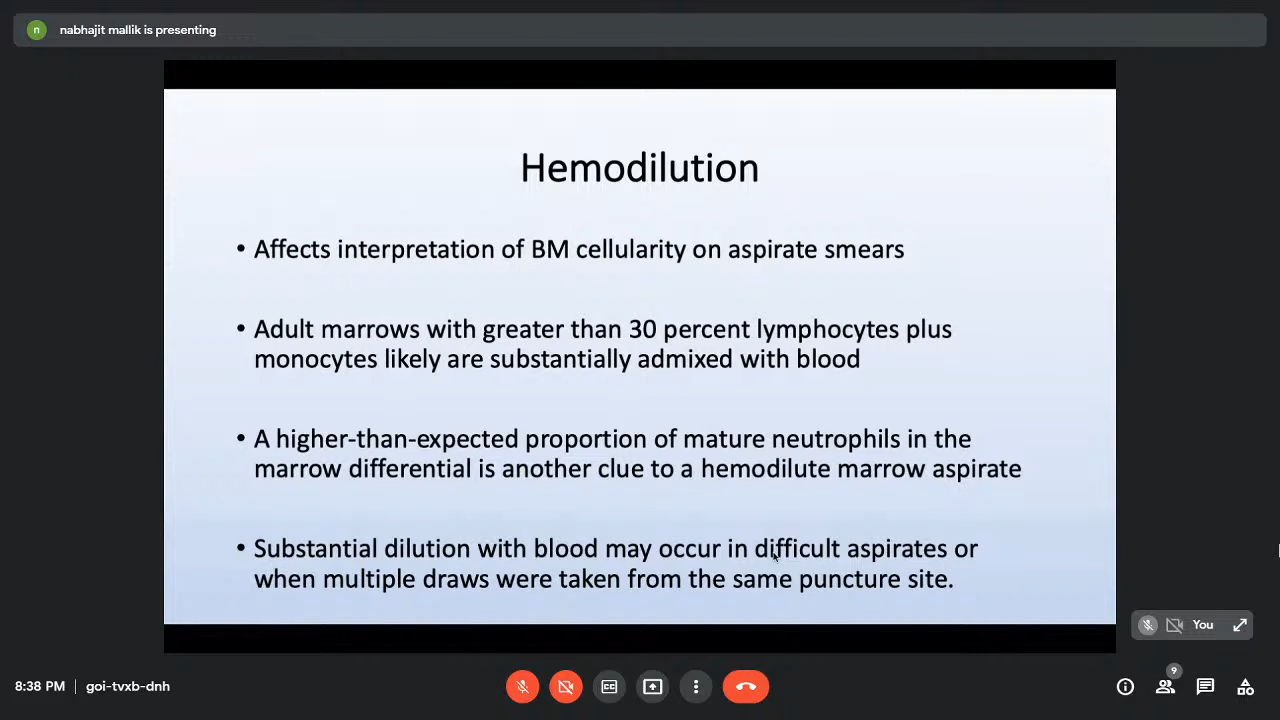 n nabhajit mallik is presenting
Hemodilution
• Affects interpretation of BM cellularity on aspirate smears
• Adult marrows with greater than 30 percent lymphocytes plus
monocytes likely are substantially admixed with blood
• A higher-than-expected proportion of mature neutrophils in the
marrow differential is another clue to a hemodilute marrow aspirate
• Substantial dilution with blood may occur in difficult aspirates or
when multiple draws were taken from the same puncture site.
You
8:38 PM | goi-tvxb-dnh
CC
9